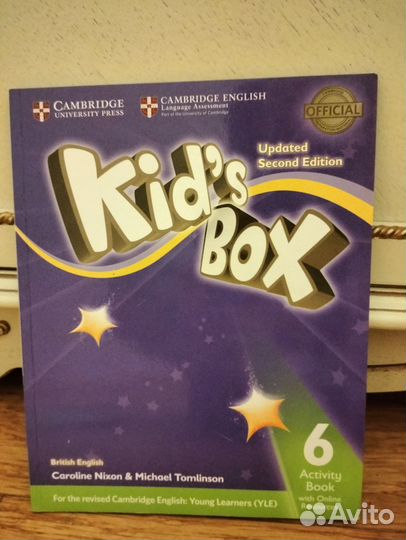 CAMBRIDGE
UNIVERSITY PRESS
CAMBRIDGE ENGLISH
Language Assessment
Part of the University of Cambridge
OFFICIAL
Updated
Second Edition
Kid's
BOX
British English
Caroline Nixon & Michael Tomlinson
6
Activity
Book
with Online
For the revised Cambridge English: Young Learners (YLE)
Avito